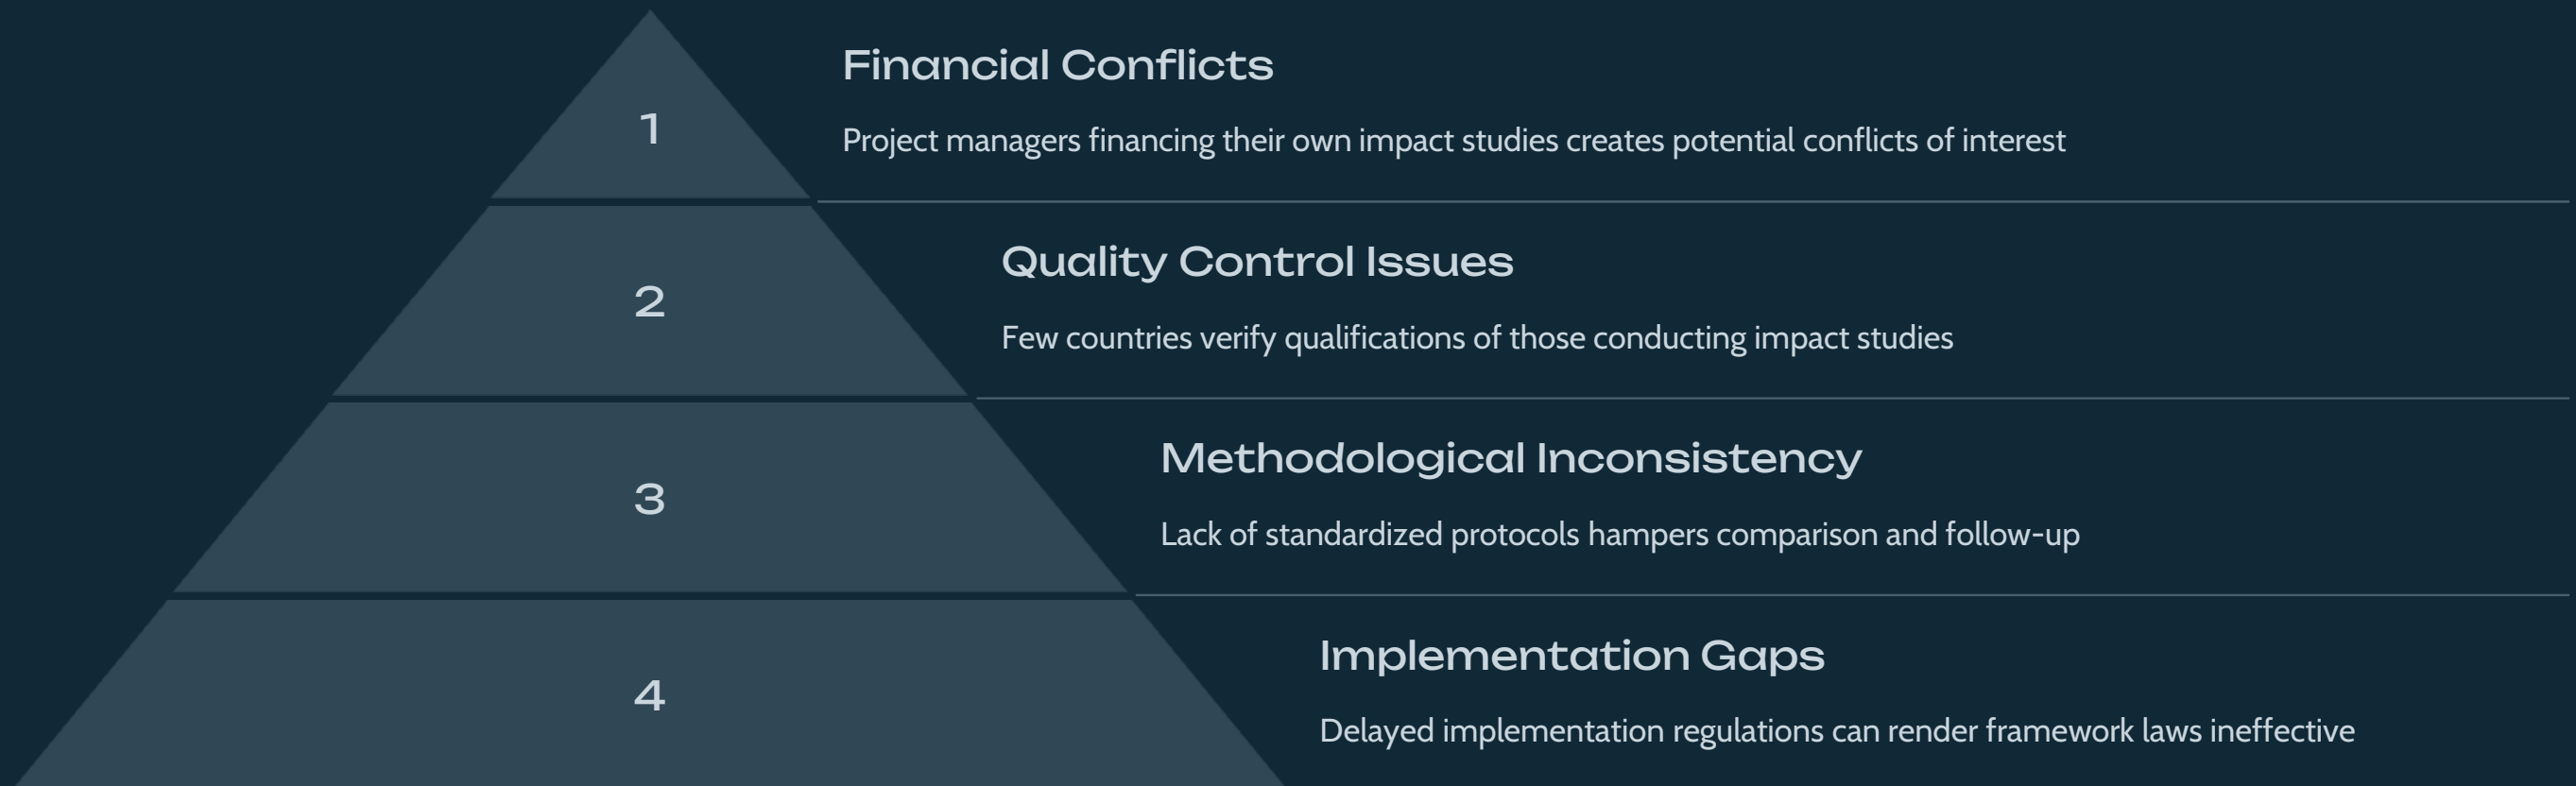 1
Financial Conflicts
Project managers financing their own impact studies creates potential conflicts of interest
2
Quality Control Issues
Few countries verify qualifications of those conducting impact studies
3
Methodological Inconsistency
Lack of standardized protocols hampers comparison and follow-up
4
Implementation Gaps
Delayed implementation regulations can render framework laws ineffective